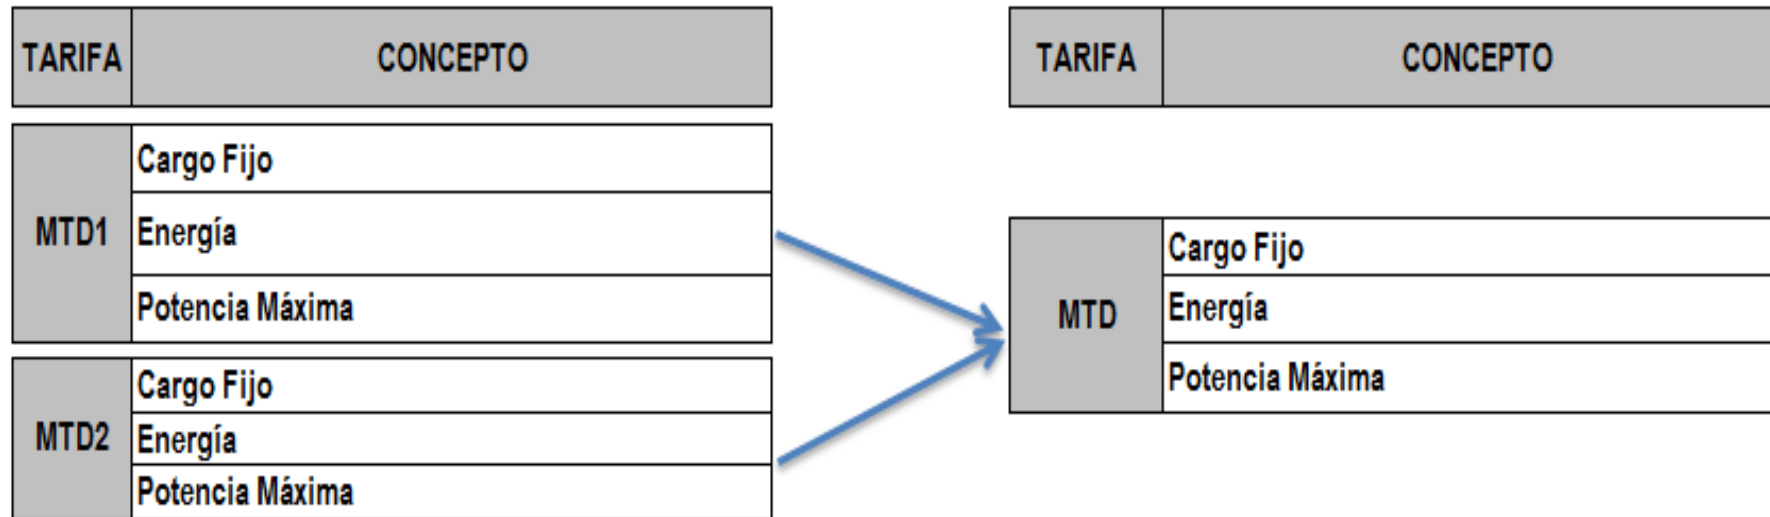 TARIFA CONCEPTO
MTD1
Cargo Fijo
Energía
Potencia Máxima
MTD2
Cargo Fijo
Energía
Potencia Máxima
TARIFA CONCEPTO
MTD
Cargo Fijo
Energía
Potencia Máxima